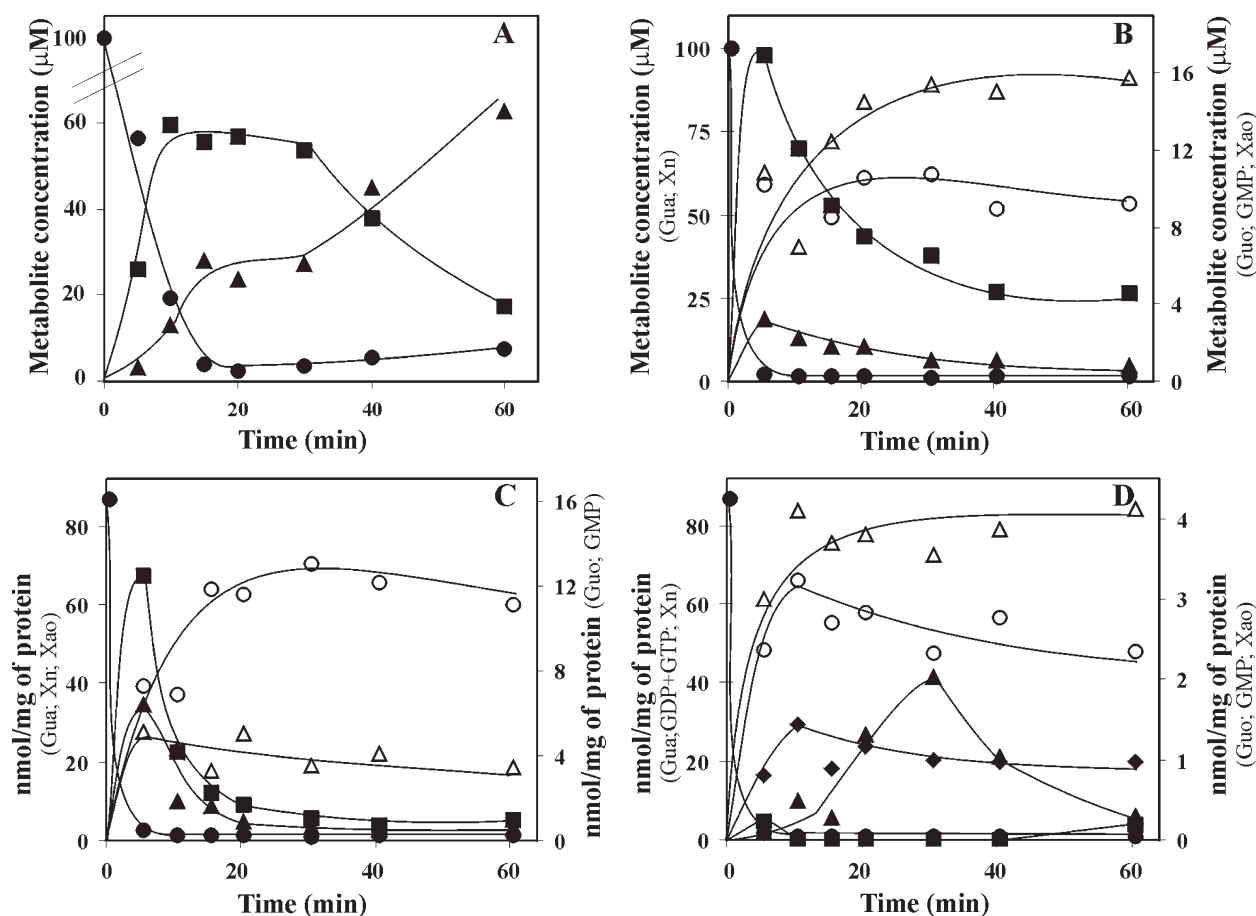 A
Metabolite concentration (µM)
100
60
40
20
0
0
20
40
60
Time (min)
B
Metabolite concentration (µM)
(Gua; Xn)
100
75
50
25
0
0
20
40
60
Time (min)
16
12
8
4
0
Metabolite concentration (µM)
(Guo; GMP; Xao)
C
nmol/mg of protein
(Gua; Xn; Xao)
80
60
40
20
0
0
20
40
60
Time (min)
16
12
8
4
0
nmol/mg of protein (Guo; GMP)
D
nmol/mg of protein
(Gua;GDP+GTP; Xn)
80
60
40
20
0
0
20
40
60
Time (min)
4
3
2
1
0
nmol/mg of protein
(Guo; GMP; Xao)